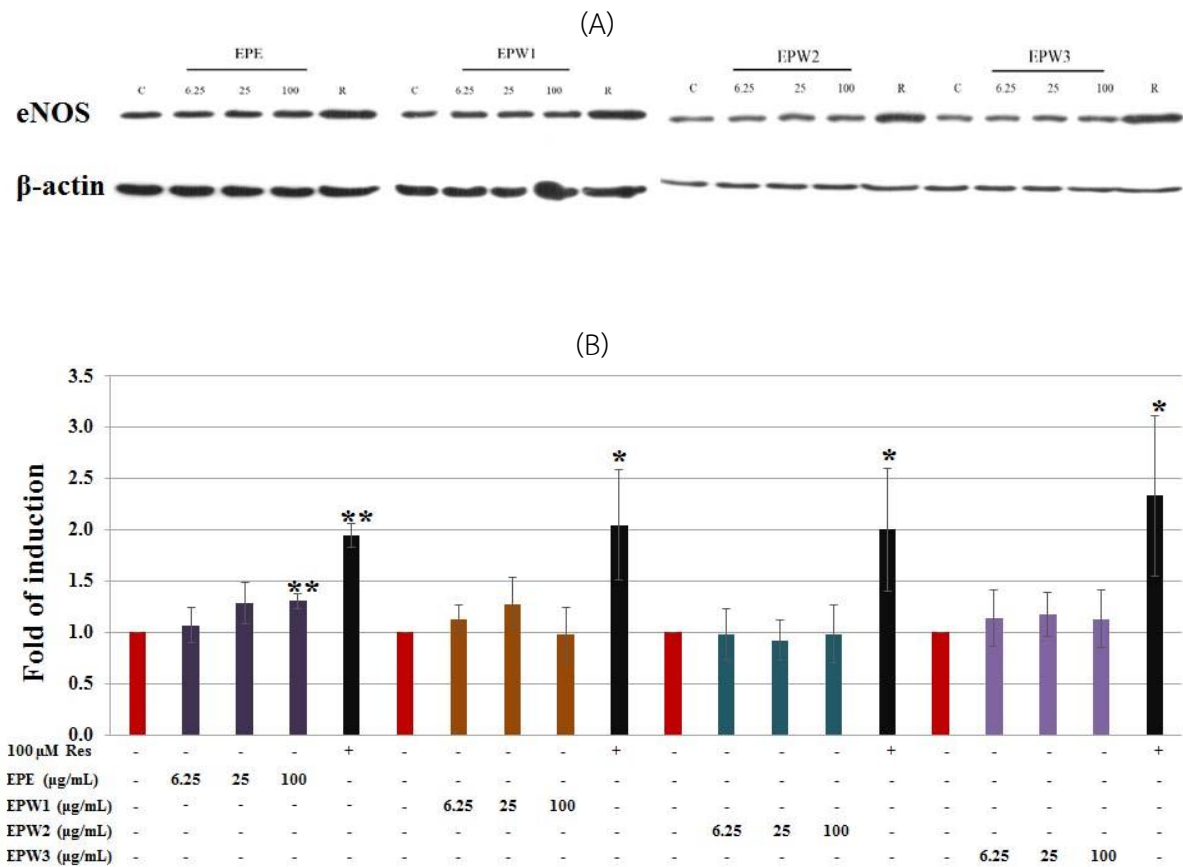 (A)
EPE EPW1 EPW2 EPW3
C 6.25 25 100 R C 6.25 25 100 R C 6.25 25 100 R C 6.25 25 100 R
eNOS
β-actin
(B)
Fold of induction
3.5
3.0
2.5
2.0
1.5
1.0
0.5
0.0
** ** * * *
100 μM Res - - - - + - - - - + - - - - + - - - - +
EPE (μg/mL) - 6.25 25 100 - - - - - - - - - - - - - - - -
EPW1 (μg/mL) - - - - - - 6.25 25 100 - - - - - - - - - - -
EPW2 (μg/mL) - - - - - - - - - - - 6.25 25 100 - - - - - -
EPW3 (μg/mL) - - - - - - - - - - - - - - - - 6.25 25 100 -